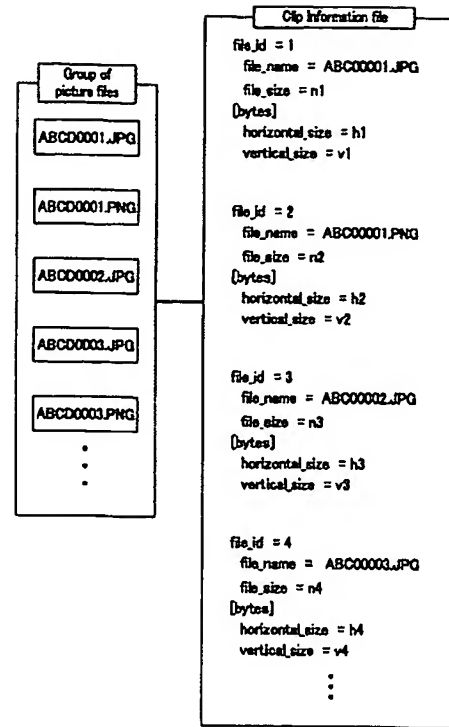 Group of
picture files
ABCD0001.JPG
ABCD0001.PNG
ABCD0002.JPG
ABCD0003.JPG
ABCD0003.PNG
Clip Information file
file_id = 1
file_name = ABC00001.JPG
file_size = n1
[bytes]
horizontal_size = h1
vertical_size = v1
file_id = 2
file_name = ABC00001.PNG
file_size = n2
[bytes]
horizontal_size = h2
vertical_size = v2
file_id = 3
file_name = ABC00002.JPG
file_size = n3
[bytes]
horizontal_size = h3
vertical_size = v3
file_id = 4
file_name = ABC00003.JPG
file_size = n4
[bytes]
horizontal_size = h4
vertical_size = v4